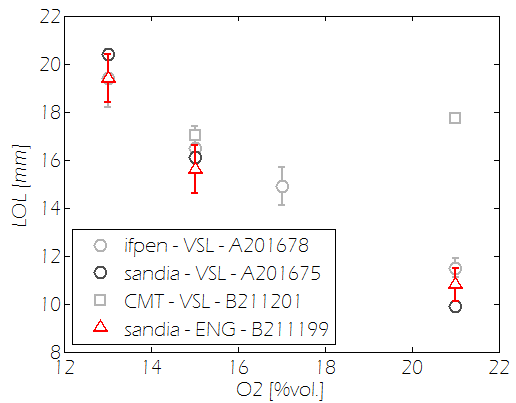 22
20
18
16
14
12
10
8
LOL [mm]
ifpen - VSL - A201678
sandia - VSL - A201675
CMT - VSL - B211201
sandia - ENG - B211199
12 14 16 18 20 22
O2 [%vol.]